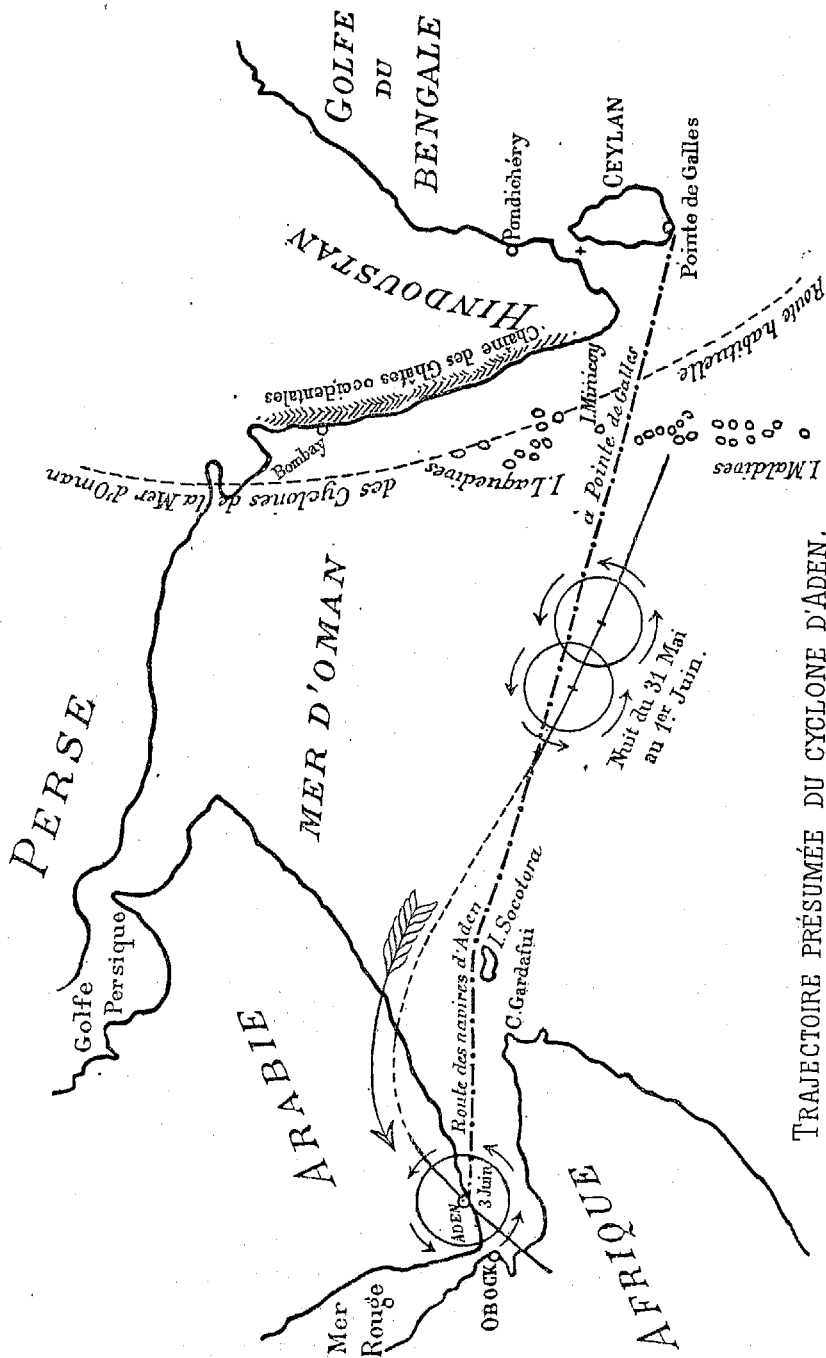 PERSE
Golfe
Persique
ARABIE
Mer
Rouge
OBOCK
ADEN
3 Juin
AFRIQUE
C. Gardafui
I. Socotora
Route des navires d'Aden
à Pointe de Galles
MER D'OMAN
Nuit du 31 Mai
au 1er Juin.
Route habituelle
des Cyclones de la Mer d'Oman
Bombay
Chaîne des Ghâtes occidentales
HINDOUSTAN
I. Laquedives
I. Minicoy
I. Maldives
GOLFE
DU
BENGALE
Pondichéry
CEYLAN
Pointe de Galles
TRAJECTOIRE PRÉSUMÉE DU CYCLONE D'ADEN.